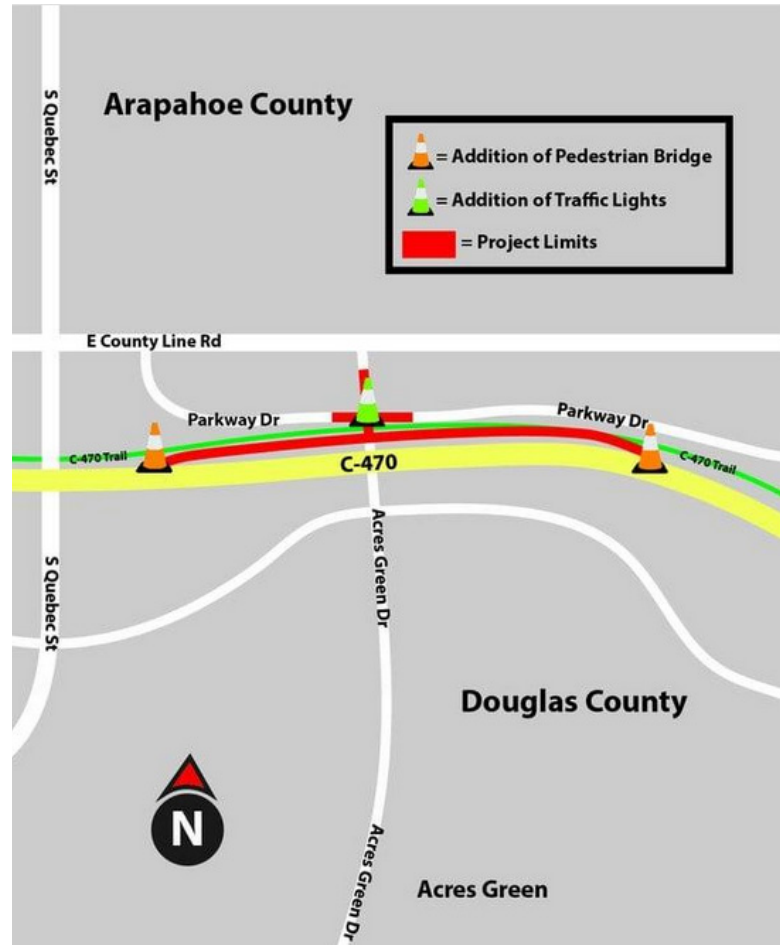 S Quebec St
Arapahoe County
= Addition of Pedestrian Bridge
= Addition of Traffic Lights
= Project Limits
E County Line Rd
Parkway Dr
Parkway Dr
C-470 Trail
C-470
C-470 Trail
Acres Green Dr
S Quebec St
Douglas County
N
Acres Green Dr
Acres Green